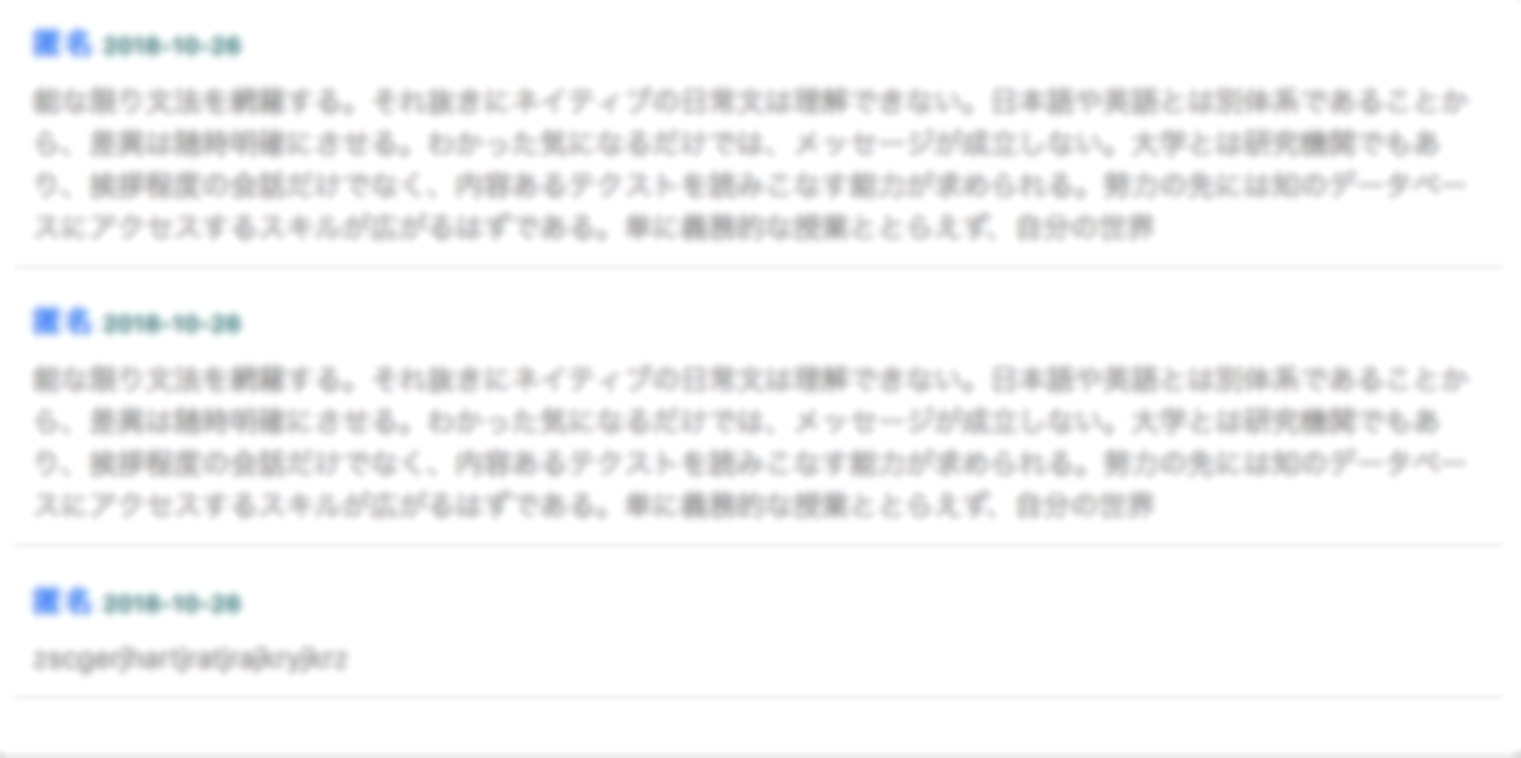 匿名 2018-10-26
能な限り文法を網羅する。それ抜きにネイティブの日常文は理解できない。日本語や英語とは別体系であることか
ら、差異は随時明確にさせる。わかった気になるだけでは、メッセージが成立しない。大学とは研究機関でもあ
り、挨拶程度の会話だけでなく、内容あるテクストを読みこなす能力が求められる。努力の先には知のデータベー
スにアクセスするスキルが広がるはずである。単に義務的な授業ととらえず、自分の世界
匿名 2018-10-26
能な限り文法を網羅する。それ抜きにネイティブの日常文は理解できない。日本語や英語とは別体系であることか
ら、差異は随時明確にさせる。わかった気になるだけでは、メッセージが成立しない。大学とは研究機関でもあ
り、挨拶程度の会話だけでなく、内容あるテクストを読みこなす能力が求められる。努力の先には知のデータベー
スにアクセスするスキルが広がるはずである。単に義務的な授業ととらえず、自分の世界
匿名 2018-10-26
zscgerjhartjratjrajkryjkrz